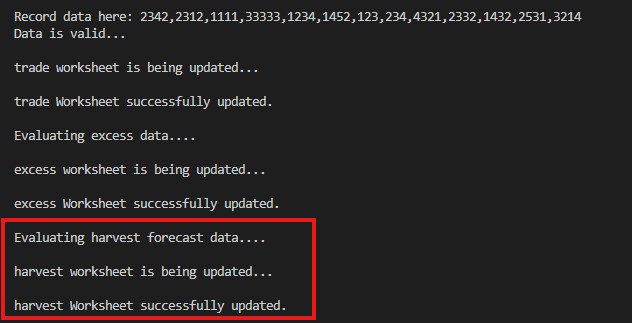 Record data here: 2342,2312,1111,33333,1234,1452,123,234,4321,2332,1432,2531,3214
Data is valid...
trade worksheet is being updated...
trade Worksheet successfully updated.
Evaluating excess data....
excess worksheet is being updated...
excess Worksheet successfully updated.
Evaluating harvest forecast data....
harvest worksheet is being updated...
harvest Worksheet successfully updated.